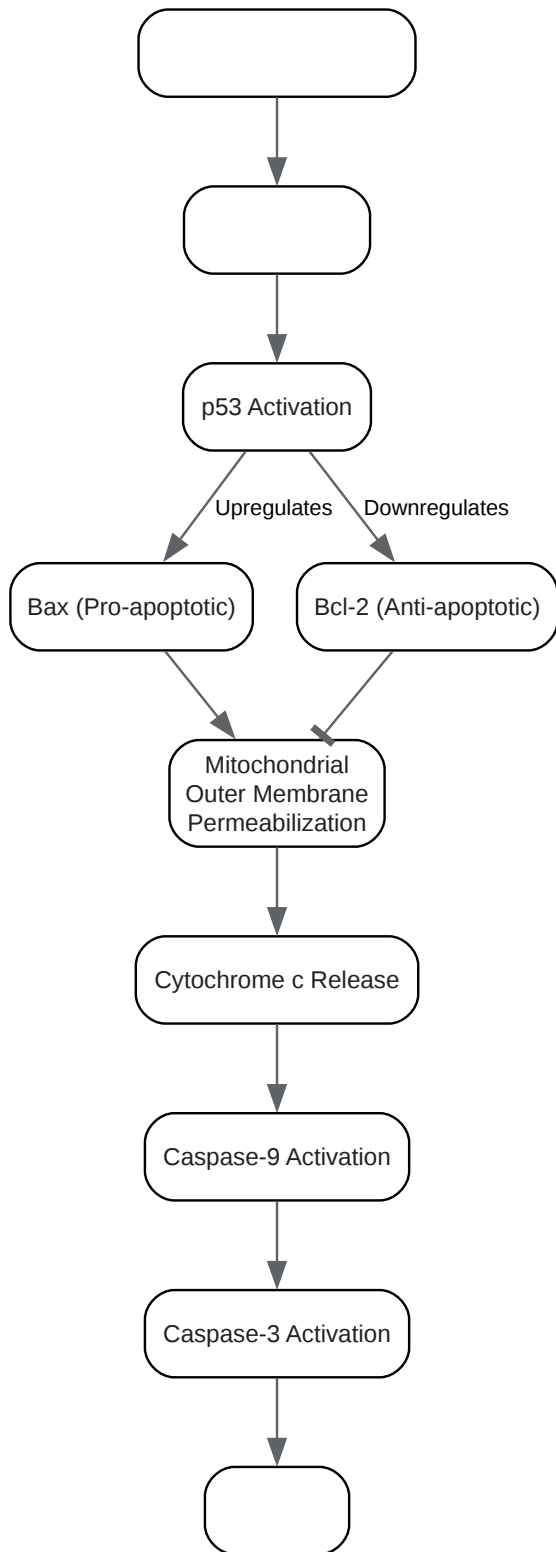 p53 Activation
Upregulates
Downregulates
Bax (Pro-apoptotic)
Bcl-2 (Anti-apoptotic)
Mitochondrial
Outer Membrane
Permeabilization
Cytochrome c Release
Caspase-9 Activation
Caspase-3 Activation